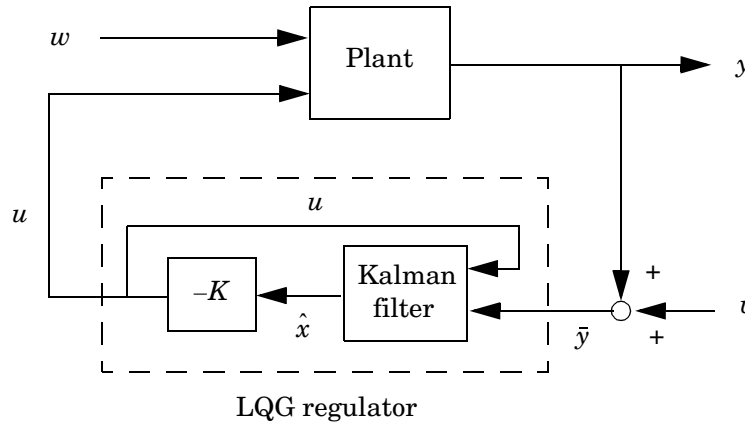 w
Plant
y
u
u
–K
Kalman
filter
x̂
ȳ
+
+
LQG regulator